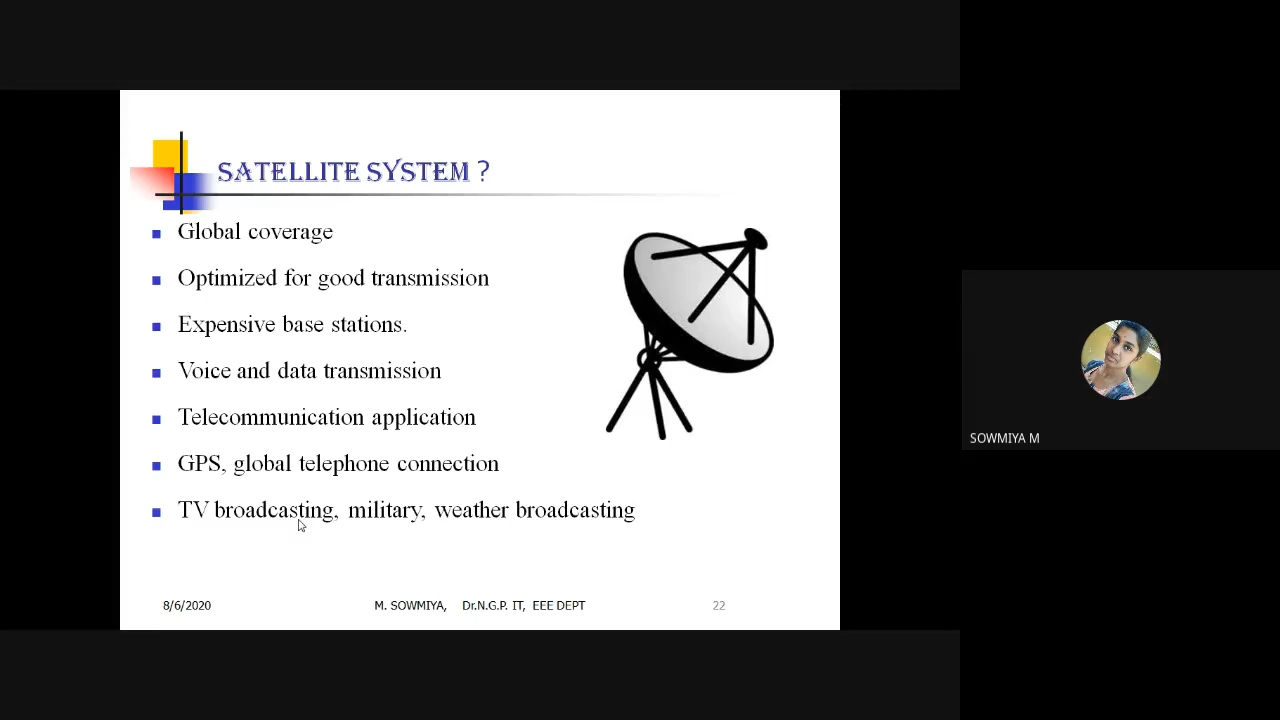 SATELLITE SYSTEM ?
Global coverage
Optimized for good transmission
Expensive base stations.
Voice and data transmission
Telecommunication application
GPS, global telephone connection
TV broadcasting, military, weather broadcasting
8/6/2020 M. SOWMIYA, Dr.N.G.P. IT, EEE DEPT 22
SOWMIYA M